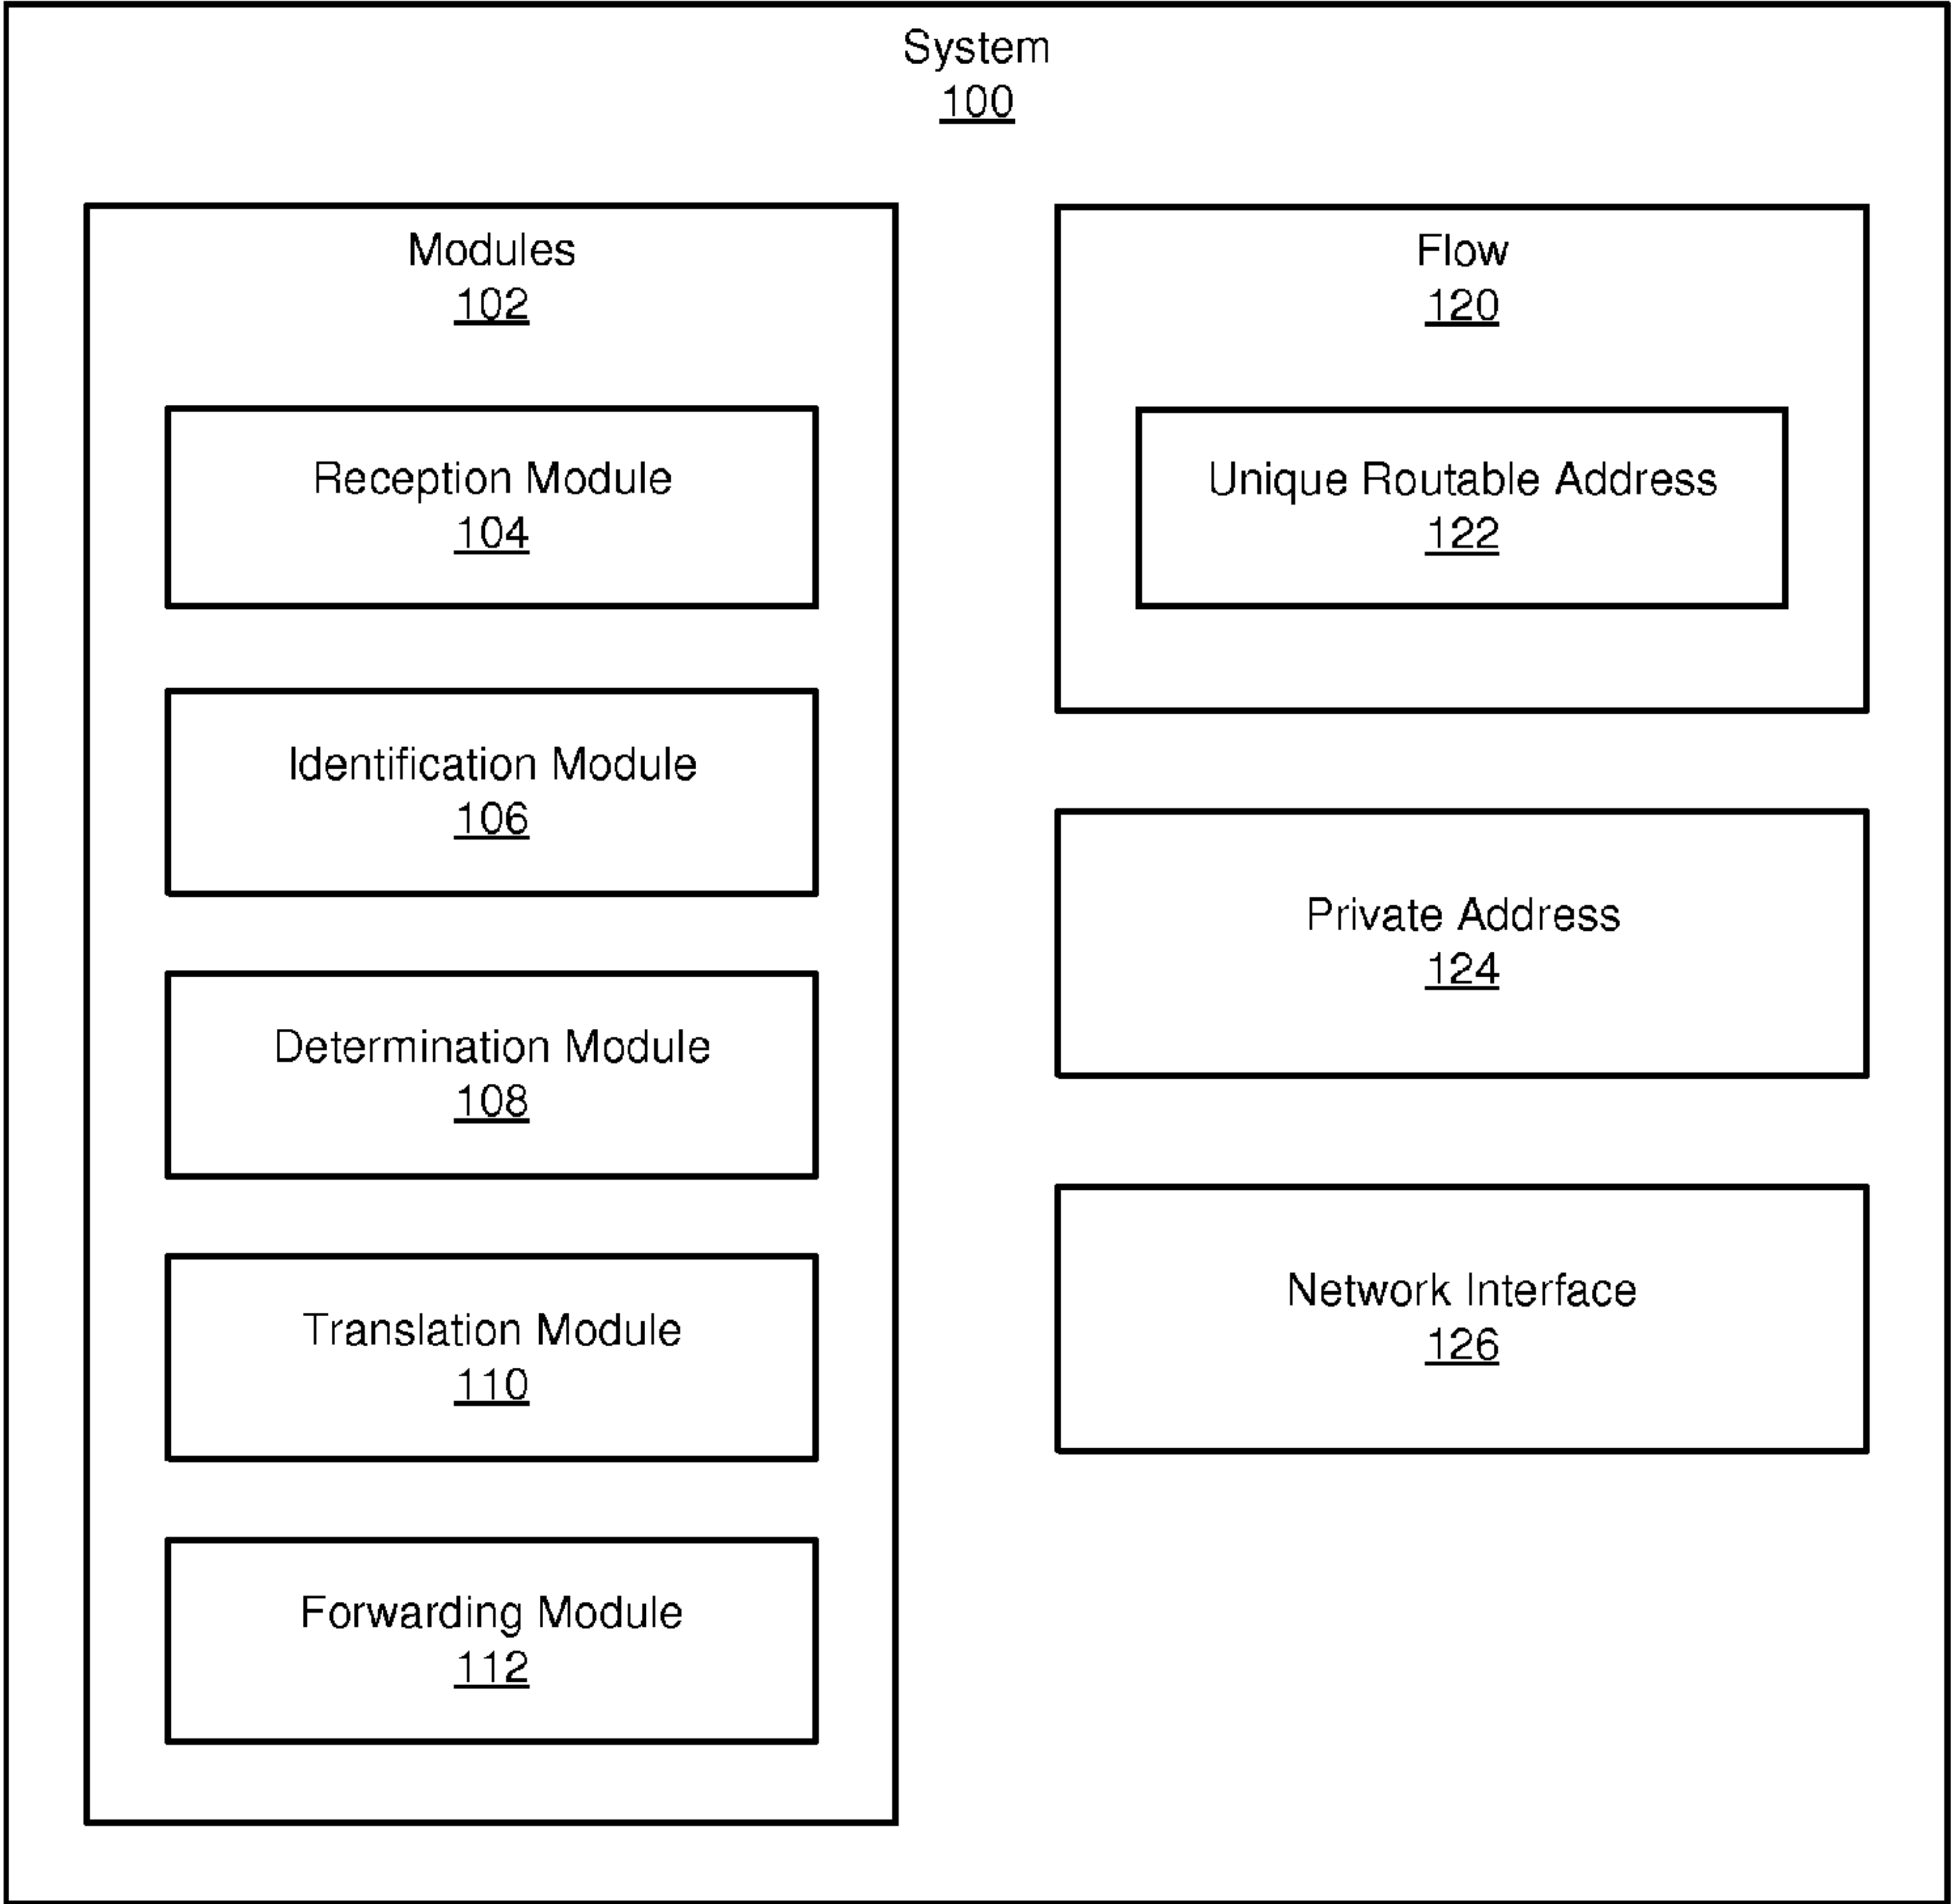 System
100
Modules
102
Reception Module
104
Identification Module
106
Determination Module
108
Translation Module
110
Forwarding Module
112
Flow
120
Unique Routable Address
122
Private Address
124
Network Interface
126